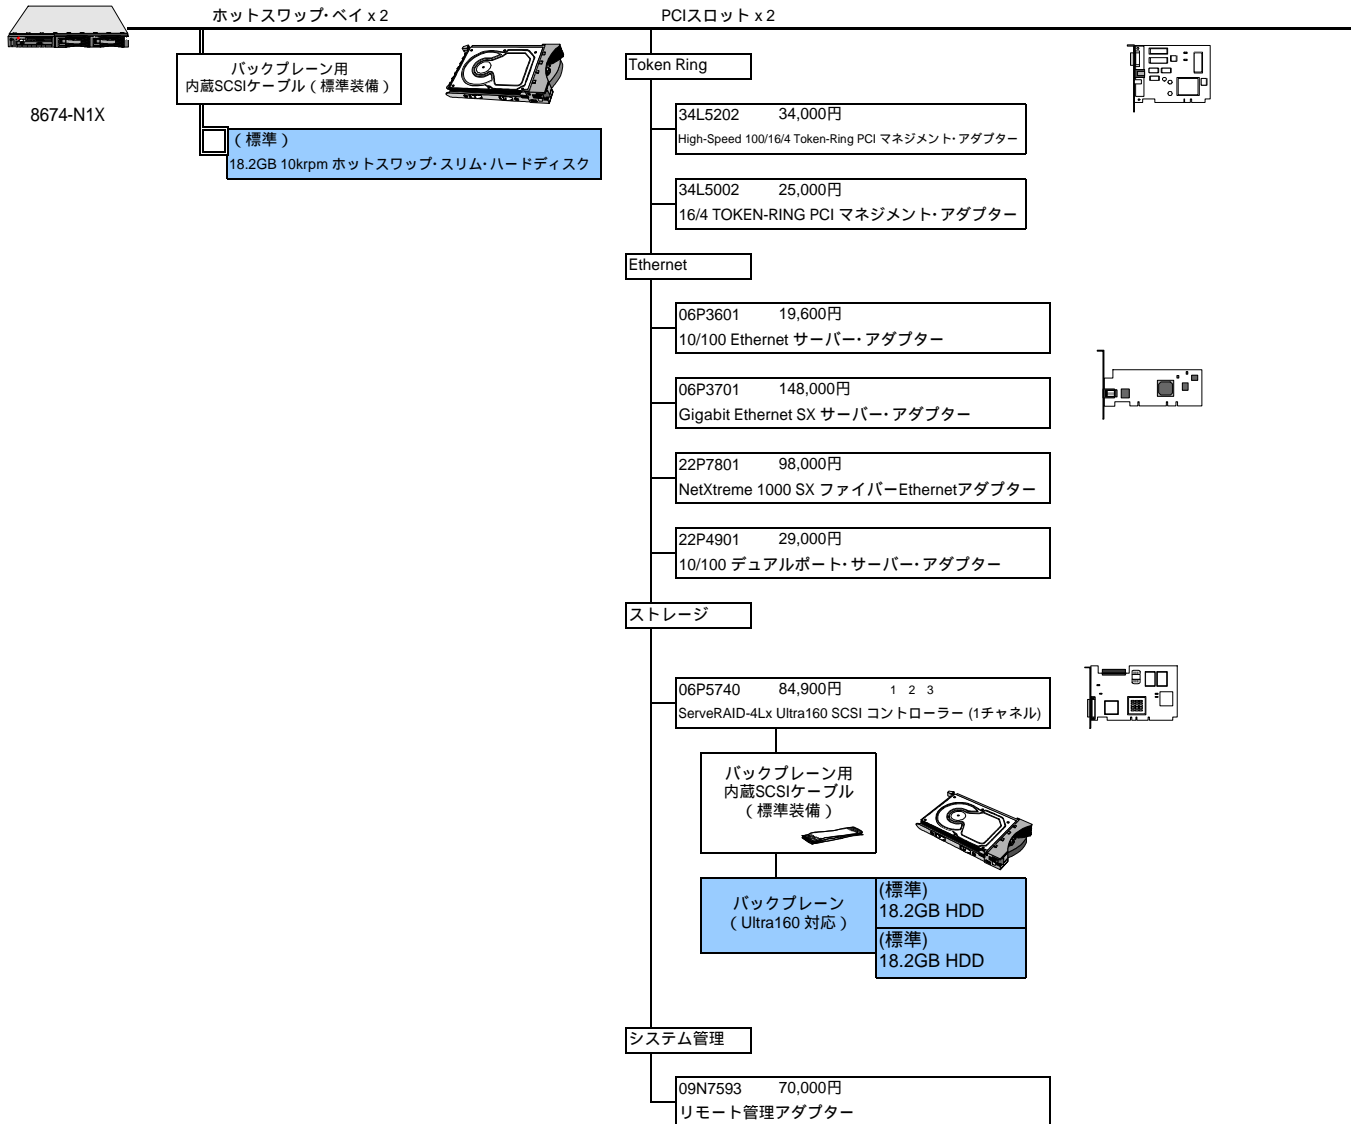 ホットスワップ・ベイ x 2
PCIスロット x 2
8674-N1X
バックプレーン用
内蔵SCSIケーブル（標準装備）
（標準）
18.2GB 10krpm ホットスワップ・スリム・ハードディスク
Token Ring
34L5202 34,000円
High-Speed 100/16/4 Token-Ring PCI マネジメント・アダプター
34L5002 25,000円
16/4 TOKEN-RING PCI マネジメント・アダプター
Ethernet
06P3601 19,600円
10/100 Ethernet サーバー・アダプター
06P3701 148,000円
Gigabit Ethernet SX サーバー・アダプター
22P7801 98,000円
NetXtreme 1000 SX ファイバーEthernetアダプター
22P4901 29,000円
10/100 デュアルポート・サーバー・アダプター
ストレージ
06P5740 84,900円 1 2 3
ServeRAID-4Lx Ultra160 SCSI コントローラー (1チャネル)
バックプレーン用
内蔵SCSIケーブル
（標準装備）
バックプレーン
（Ultra160 対応）
(標準)
18.2GB HDD
(標準)
18.2GB HDD
システム管理
09N7593 70,000円
リモート管理アダプター